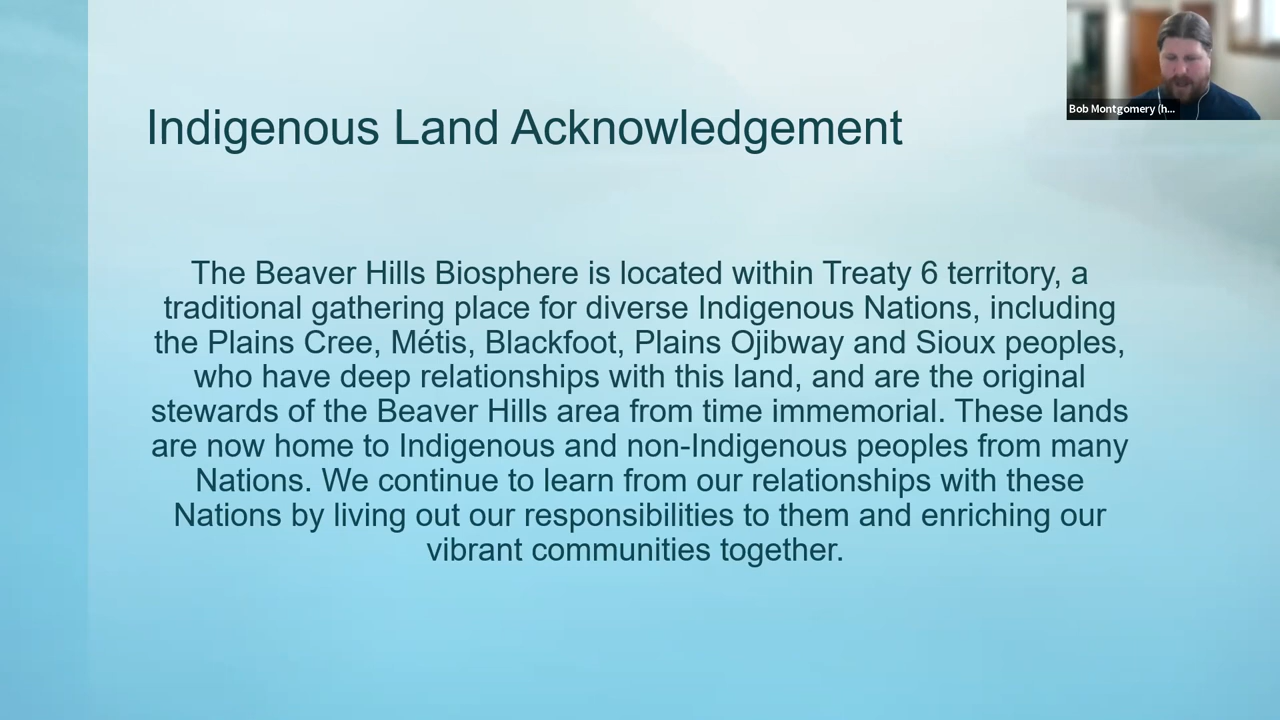 Bob Montgomery (h...
Indigenous Land Acknowledgement
The Beaver Hills Biosphere is located within Treaty 6 territory, a
traditional gathering place for diverse Indigenous Nations, including
the Plains Cree, Métis, Blackfoot, Plains Ojibway and Sioux peoples,
who have deep relationships with this land, and are the original
stewards of the Beaver Hills area from time immemorial. These lands
are now home to Indigenous and non-Indigenous peoples from many
Nations. We continue to learn from our relationships with these
Nations by living out our responsibilities to them and enriching our
vibrant communities together.